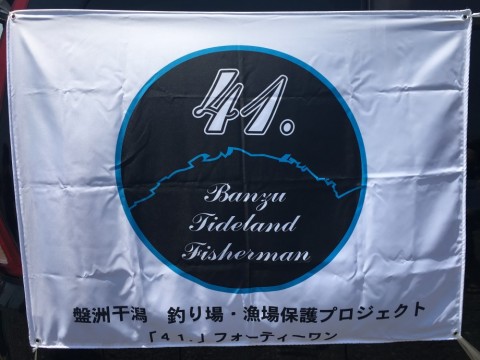 41.
Banzu
Tideland
Fisherman
盤洲干潟　釣り場・漁場保護プロジェクト
「41.」フォーティーワン